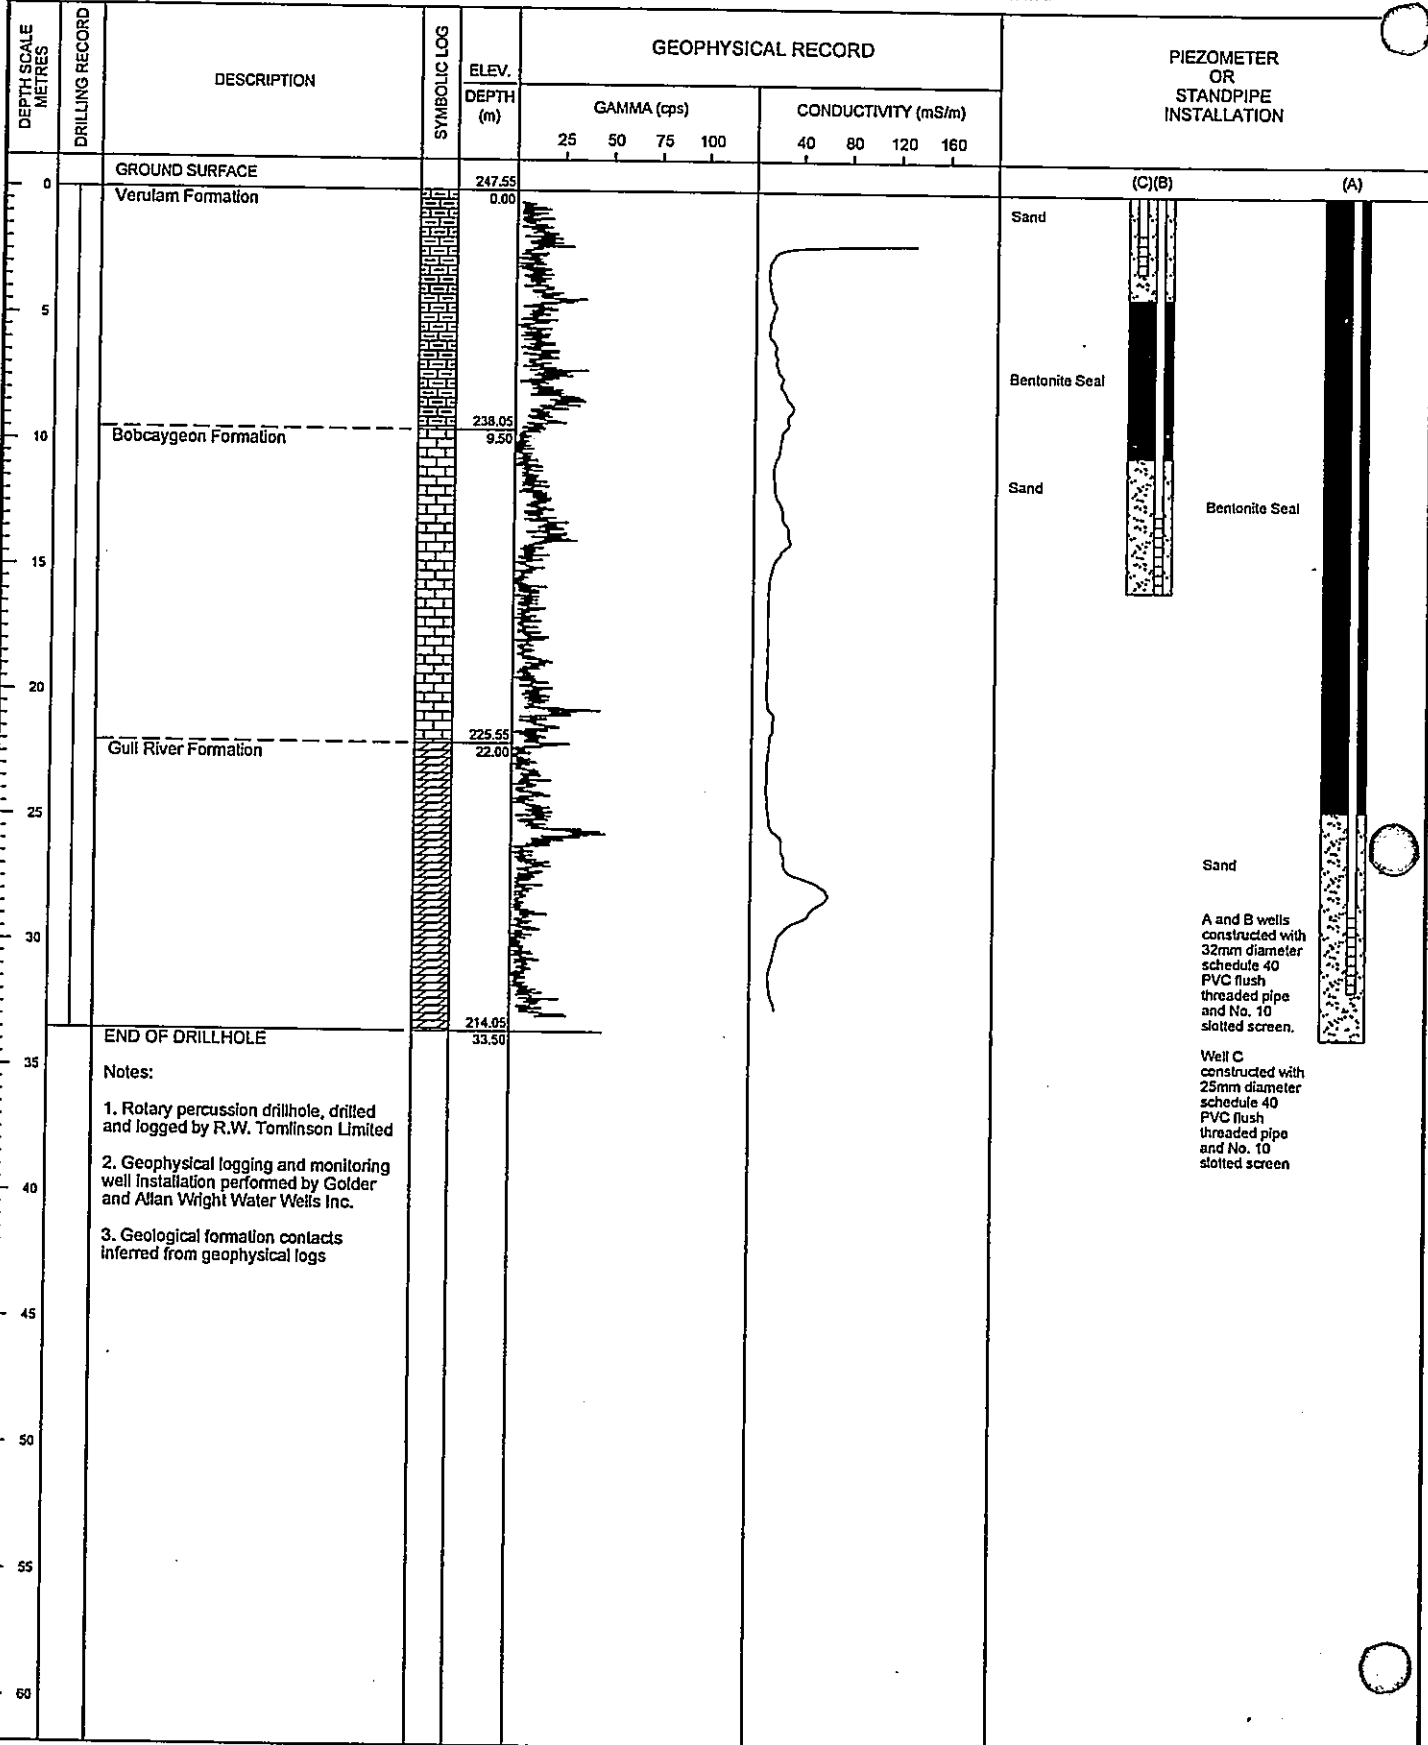 DEPTH SCALE
METRES
DRILLING RECORD
DESCRIPTION
SYMBOLIC LOG
ELEV.
DEPTH
(m)
GEOPHYSICAL RECORD
GAMMA (cps)
25 50 75 100
CONDUCTIVITY (mS/m)
40 80 120 160
PIEZOMETER
OR
STANDPIPE
INSTALLATION
GROUND SURFACE
0
247.55
0.00
Verulam Formation
(C)(B)
(A)
Sand
5
Bentonite Seal
238.05
9.50
10
Bobcaygeon Formation
Sand
Bentonite Seal
15
20
225.55
22.00
Gull River Formation
25
Sand
30
A and B wells
constructed with
32mm diameter
schedule 40
PVC flush
threaded pipe
and No. 10
slotted screen.
214.05
33.50
END OF DRILLHOLE
35
Well C
constructed with
25mm diameter
schedule 40
PVC flush
threaded pipe
and No. 10
slotted screen
Notes:
1. Rotary percussion drillhole, drilled
and logged by R.W. Tomlinson Limited
2. Geophysical logging and monitoring
well installation performed by Golder
and Allan Wright Water Wells Inc.
40
3. Geological formation contacts
inferred from geophysical logs
45
50
55
60